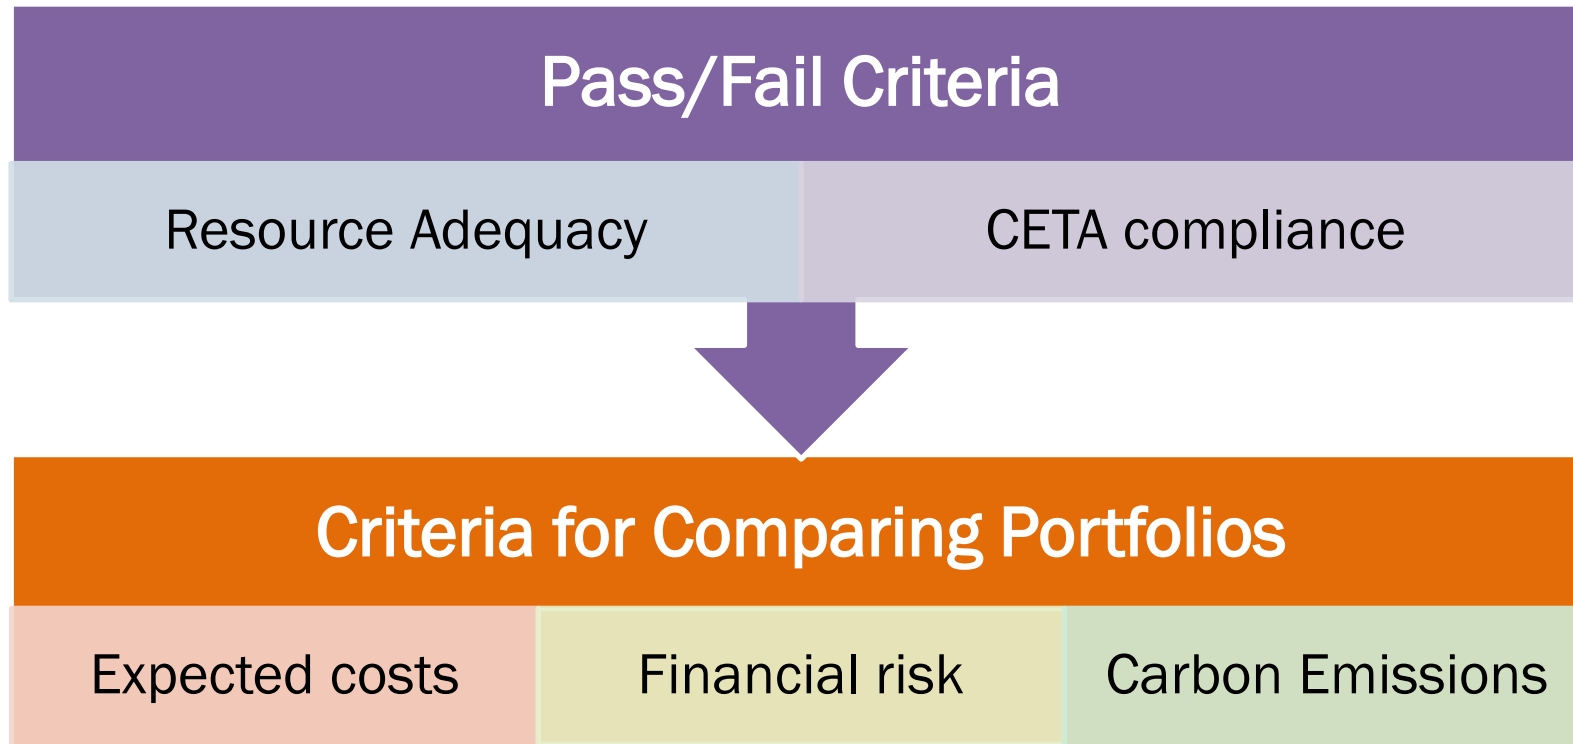 Pass/Fail Criteria
Resource Adequacy
CETA compliance
Criteria for Comparing Portfolios
Expected costs
Financial risk
Carbon Emissions